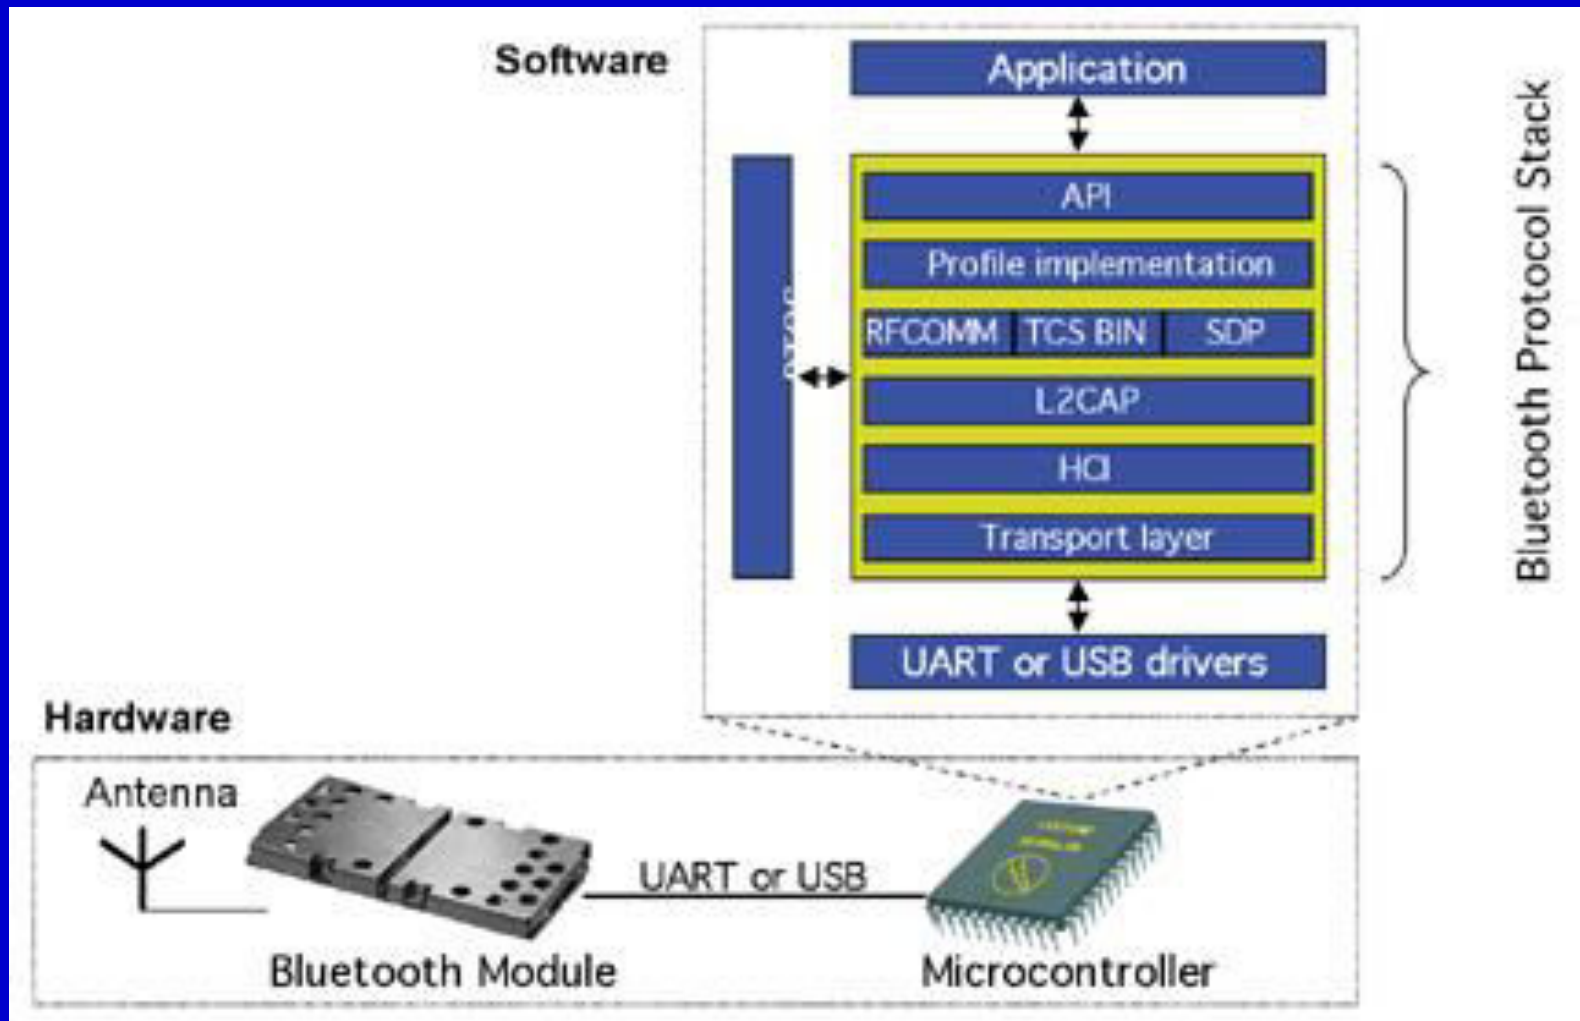 Software
Application
API
Profile implementation
RFCOMM TCS BIN SDP
L2CAP
HCI
Transport layer
UART or USB drivers
Bluetooth Protocol Stack
Hardware
Antenna
UART or USB
Bluetooth Module
Microcontroller